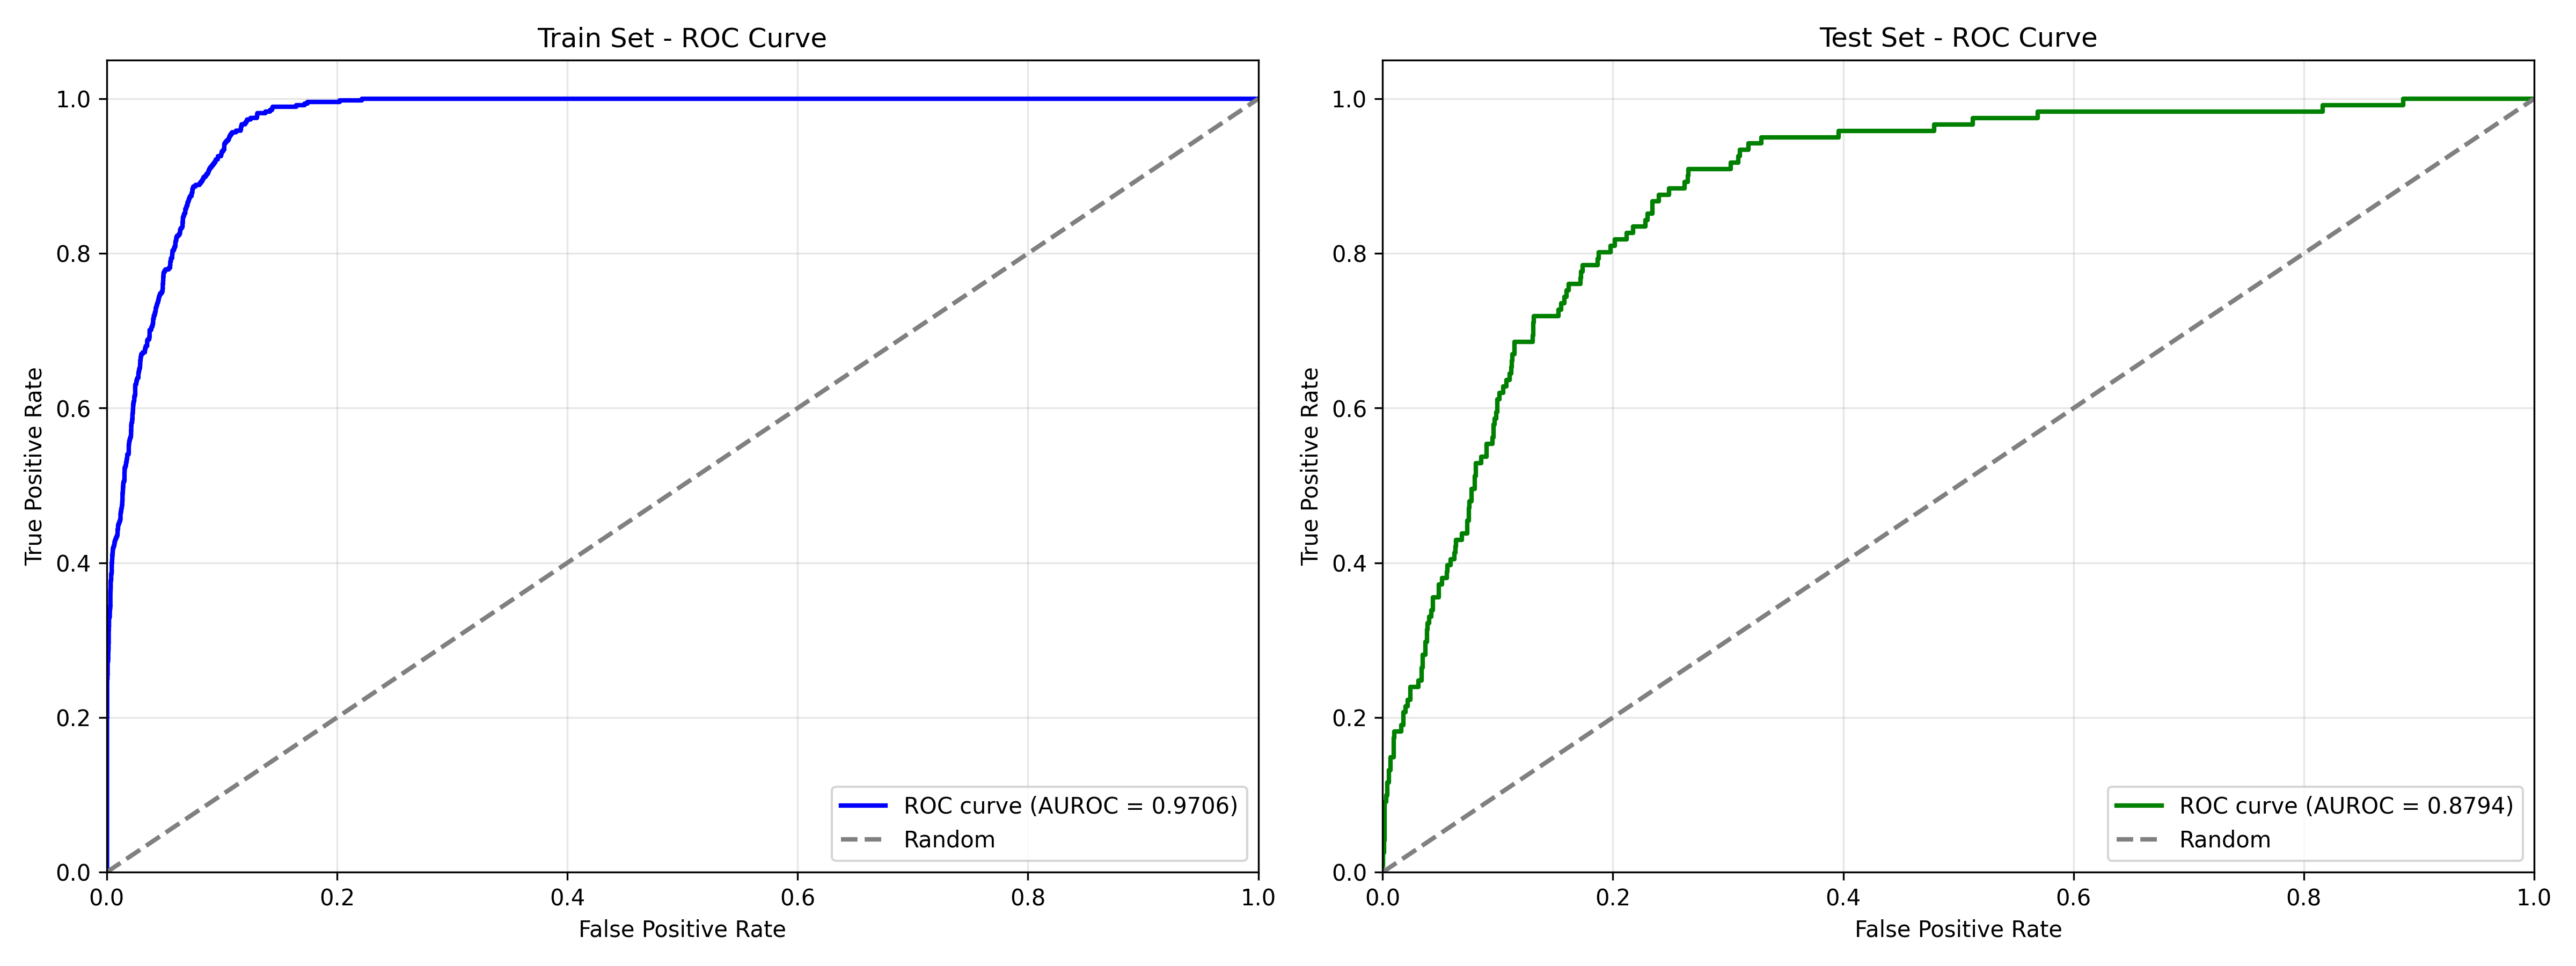 Train Set - ROC Curve
True Positive Rate
1.0
0.8
0.6
0.4
0.2
0.0
ROC curve (AUROC = 0.9706)
Random
0.0 0.2 0.4 0.6 0.8 1.0
False Positive Rate
Test Set - ROC Curve
True Positive Rate
1.0
0.8
0.6
0.4
0.2
0.0
ROC curve (AUROC = 0.8794)
Random
0.0 0.2 0.4 0.6 0.8 1.0
False Positive Rate